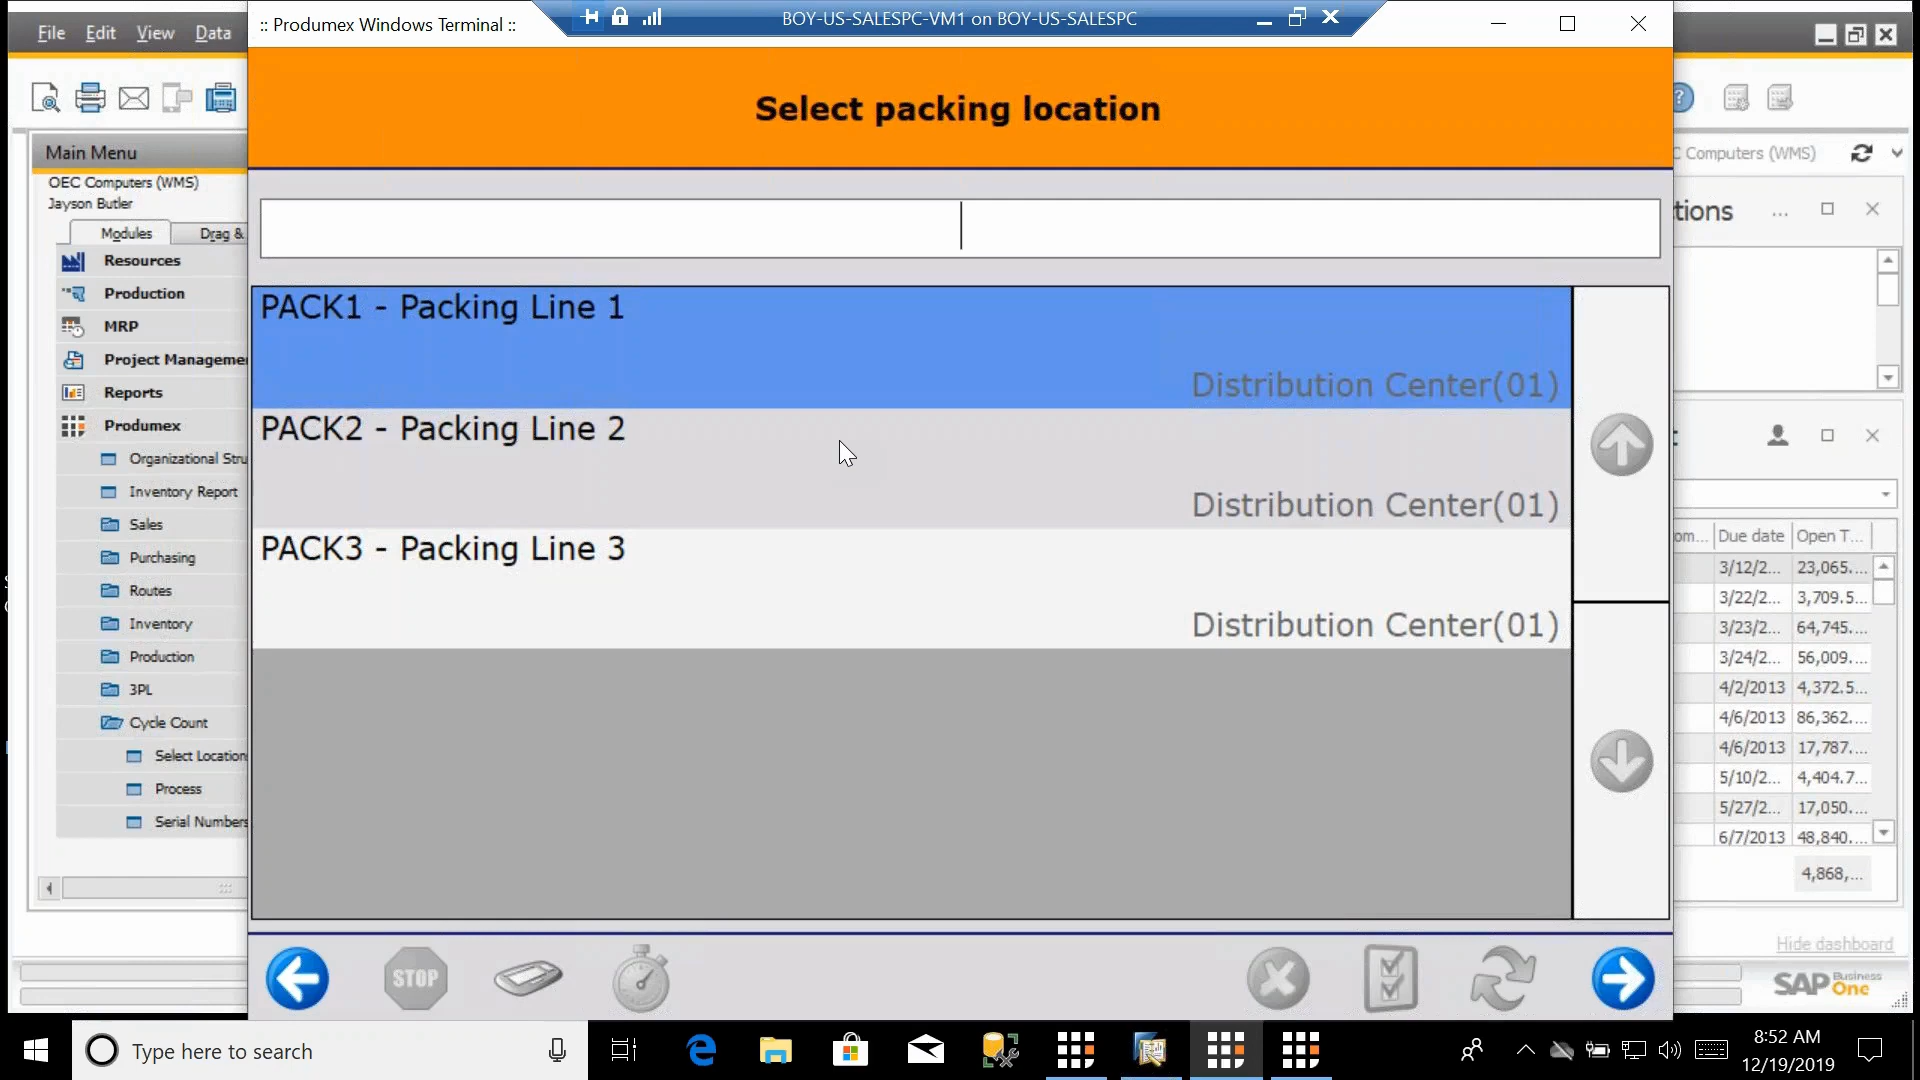 File Edit View Data
:: Produmex Windows Terminal ::
BOY-US-SALESPC-VM1 on BOY-US-SALESPC
Select packing location
Main Menu
OEC Computers (WMS)
Jayson Butler
Modules Drag &
Resources
Production
MRP
Project Manageme
Reports
Produmex
Organizational Stru
Inventory Report
Sales
Purchasing
Routes
Inventory
Production
3PL
Cycle Count
Select Location
Process
Serial Numbers
PACK1 - Packing Line 1
Distribution Center(01)
PACK2 - Packing Line 2
Distribution Center(01)
PACK3 - Packing Line 3
Distribution Center(01)
STOP
?
C Computers (WMS)
tions ...
om... Due date Open T...
3/12/2... 23,065....
3/22/2... 3,709.5...
3/23/2... 64,745....
3/24/2... 56,009....
4/2/2013 4,372.5...
4/6/2013 86,362....
4/6/2013 17,787....
5/10/2... 4,404.7...
5/27/2... 17,050....
6/7/2013 48,840....
4,868,...
Hide dashboard
SAP Business One
Type here to search
8:52 AM
12/19/2019